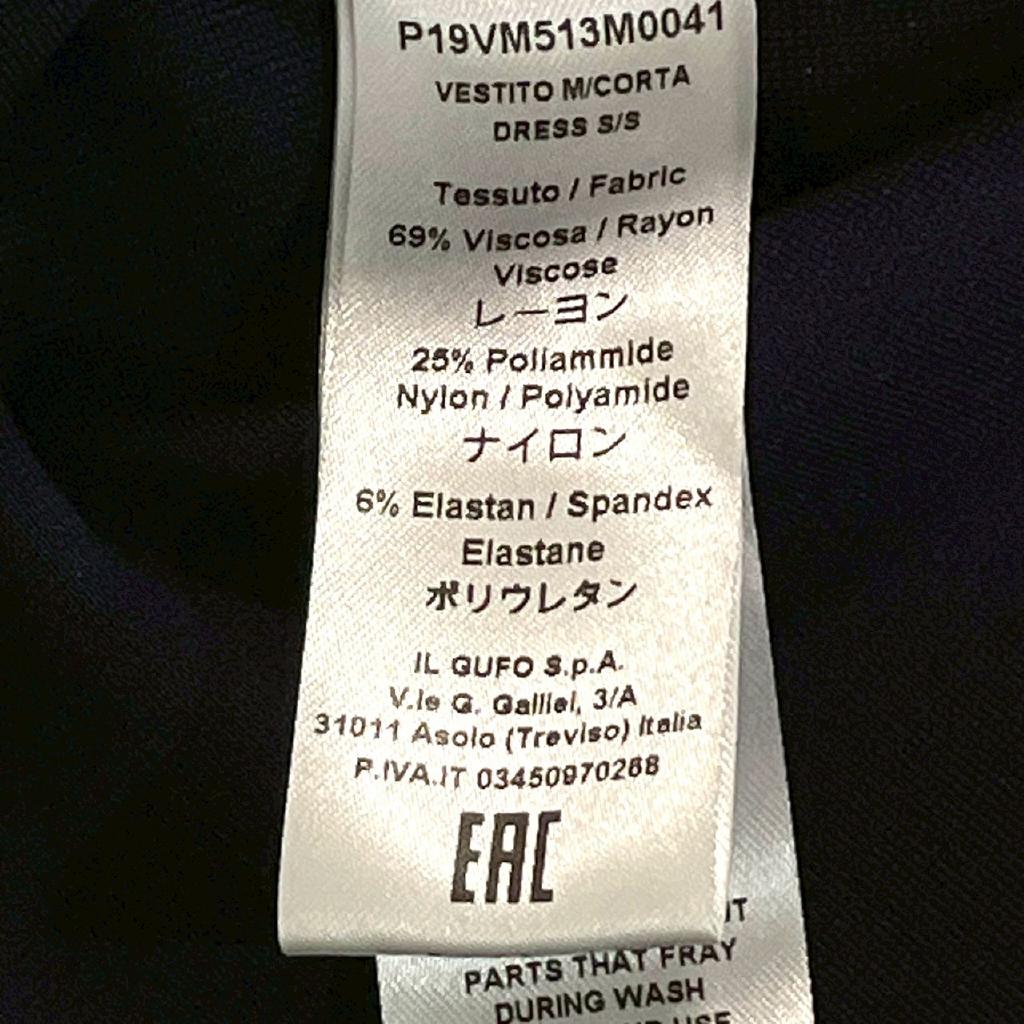 P19VM513M0041
VESTITO M/CORTA
DRESS S/S
Tessuto / Fabric
69% Viscosa / Rayon
Viscose
レーヨン
25% Poliammide
Nylon / Polyamide
ナイロン
6% Elastan / Spandex
Elastane
ポリウレタン
IL GUFO S.p.A.
V.le G. Galilei, 3/A
31011 Asolo (Treviso) Italia
P.IVA.IT 03450970268
EAC
PARTS THAT FRAY
DURING WASH
USE